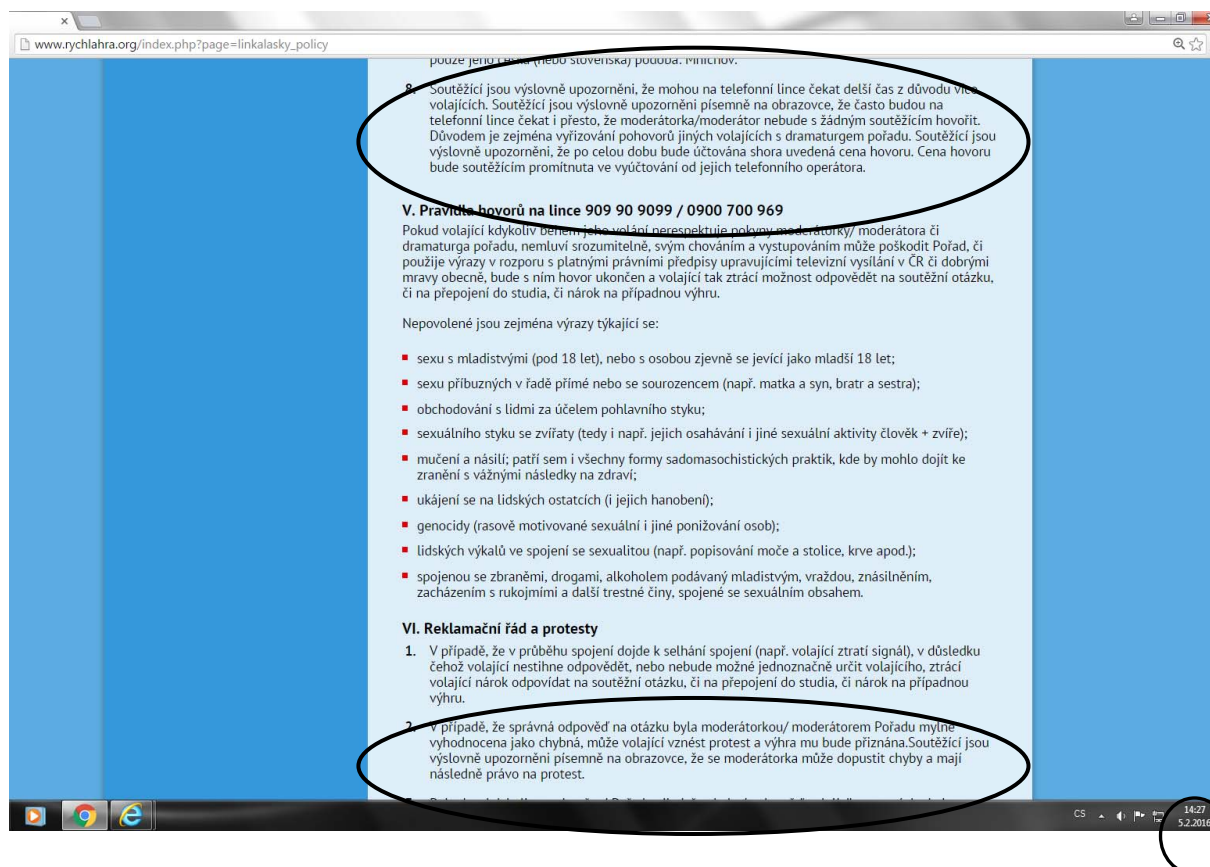 www.rychlahra.org/index.php?page=linkalasky_policy
pouze jeho česká (nebo slovenská) podoba: Mnichov.
8. Soutěžící jsou výslovně upozorněni, že mohou na telefonní lince čekat delší čas z důvodu více
volajících. Soutěžící jsou výslovně upozorněni písemně na obrazovce, že často budou na
telefonní lince čekat i přesto, že moderátorka/moderátor nebude s žádným soutěžícím hovořit.
Důvodem je zejména vyřizování pohovorů jiných volajících s dramaturgem pořadu. Soutěžící jsou
výslovně upozorněni, že po celou dobu bude účtována shora uvedená cena hovoru. Cena hovoru
bude soutěžícím promítnuta ve vyúčtování od jejich telefonního operátora.
V. Pravidla hovorů na lince 909 90 9099 / 0900 700 969
Pokud volající kdykoliv během jeho volání nerespektuje pokyny moderátorky/ moderátora či
dramaturga pořadu, nemluví srozumitelně, svým chováním a vystupováním může poškodit Pořad, či
použije výrazy v rozporu s platnými právními předpisy upravujícími televizní vysílání v ČR či dobrými
mravy obecně, bude s ním hovor ukončen a volající tak ztrácí možnost odpovědět na soutěžní otázku,
či na přepojení do studia, či nárok na případnou výhru.
Nepovolené jsou zejména výrazy týkající se:
sexu s mladistvými (pod 18 let), nebo s osobou zjevně se jevící jako mladší 18 let;
sexu příbuzných v řadě přímé nebo se sourozencem (např. matka a syn, bratr a sestra);
obchodování s lidmi za účelem pohlavního styku;
sexuálního styku se zvířaty (tedy i např. jejich osahávání i jiné sexuální aktivity člověk + zvíře);
mučení a násilí; patří sem i všechny formy sadomasochistických praktik, kde by mohlo dojít ke
zranění s vážnými následky na zdraví;
ukájení se na lidských ostatcích (i jejich hanobení);
genocidy (rasově motivované sexuální i jiné ponižování osob);
lidských výkalů ve spojení se sexualitou (např. popisování moče a stolice, krve apod.);
spojenou se zbraněmi, drogami, alkoholem podávaný mladistvým, vraždou, znásilněním,
zacházením s rukojmími a další trestné činy, spojené se sexuálním obsahem.
VI. Reklamační řád a protesty
1. V případě, že v průběhu spojení dojde k selhání spojení (např. volající ztratí signál), v důsledku
čehož volající nestihne odpovědět, nebo nebude možné jednoznačně určit volajícího, ztrácí
volající nárok odpovídat na soutěžní otázku, či na přepojení do studia, či nárok na případnou
výhru.
2. V případě, že správná odpověď na otázku byla moderátorkou/ moderátorem Pořadu mylně
vyhodnocena jako chybná, může volající vznést protest a výhra mu bude přiznána.Soutěžící jsou
výslovně upozorněni písemně na obrazovce, že se moderátorka může dopustit chyby a mají
následně právo na protest.
CS
14:27
5.2.2016